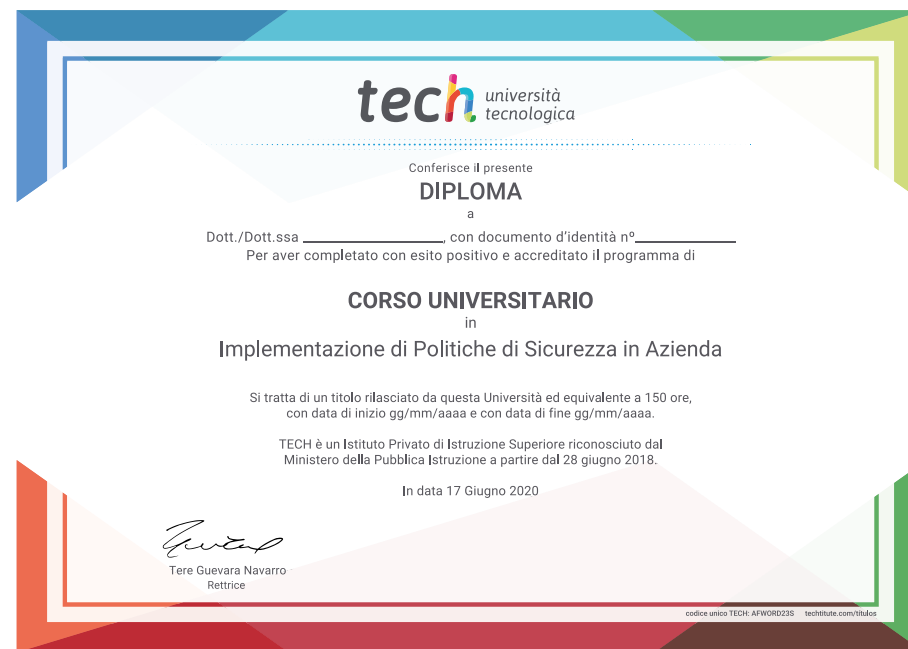 tech università
tecnologica
Conferisce il presente
DIPLOMA
a
Dott./Dott.ssa ____________________, con documento d'identità nº______________
Per aver completato con esito positivo e accreditato il programma di
CORSO UNIVERSITARIO
in
Implementazione di Politiche di Sicurezza in Azienda
Si tratta di un titolo rilasciato da questa Università ed equivalente a 150 ore,
con data di inizio gg/mm/aaaa e con data di fine gg/mm/aaaa.
TECH è un Istituto Privato di Istruzione Superiore riconosciuto dal
Ministero della Pubblica Istruzione a partire dal 28 giugno 2018.
In data 17 Giugno 2020
Tere Guevara Navarro
Rettrice
codice unico TECH: AFWORD23S techtitute.com/títulos